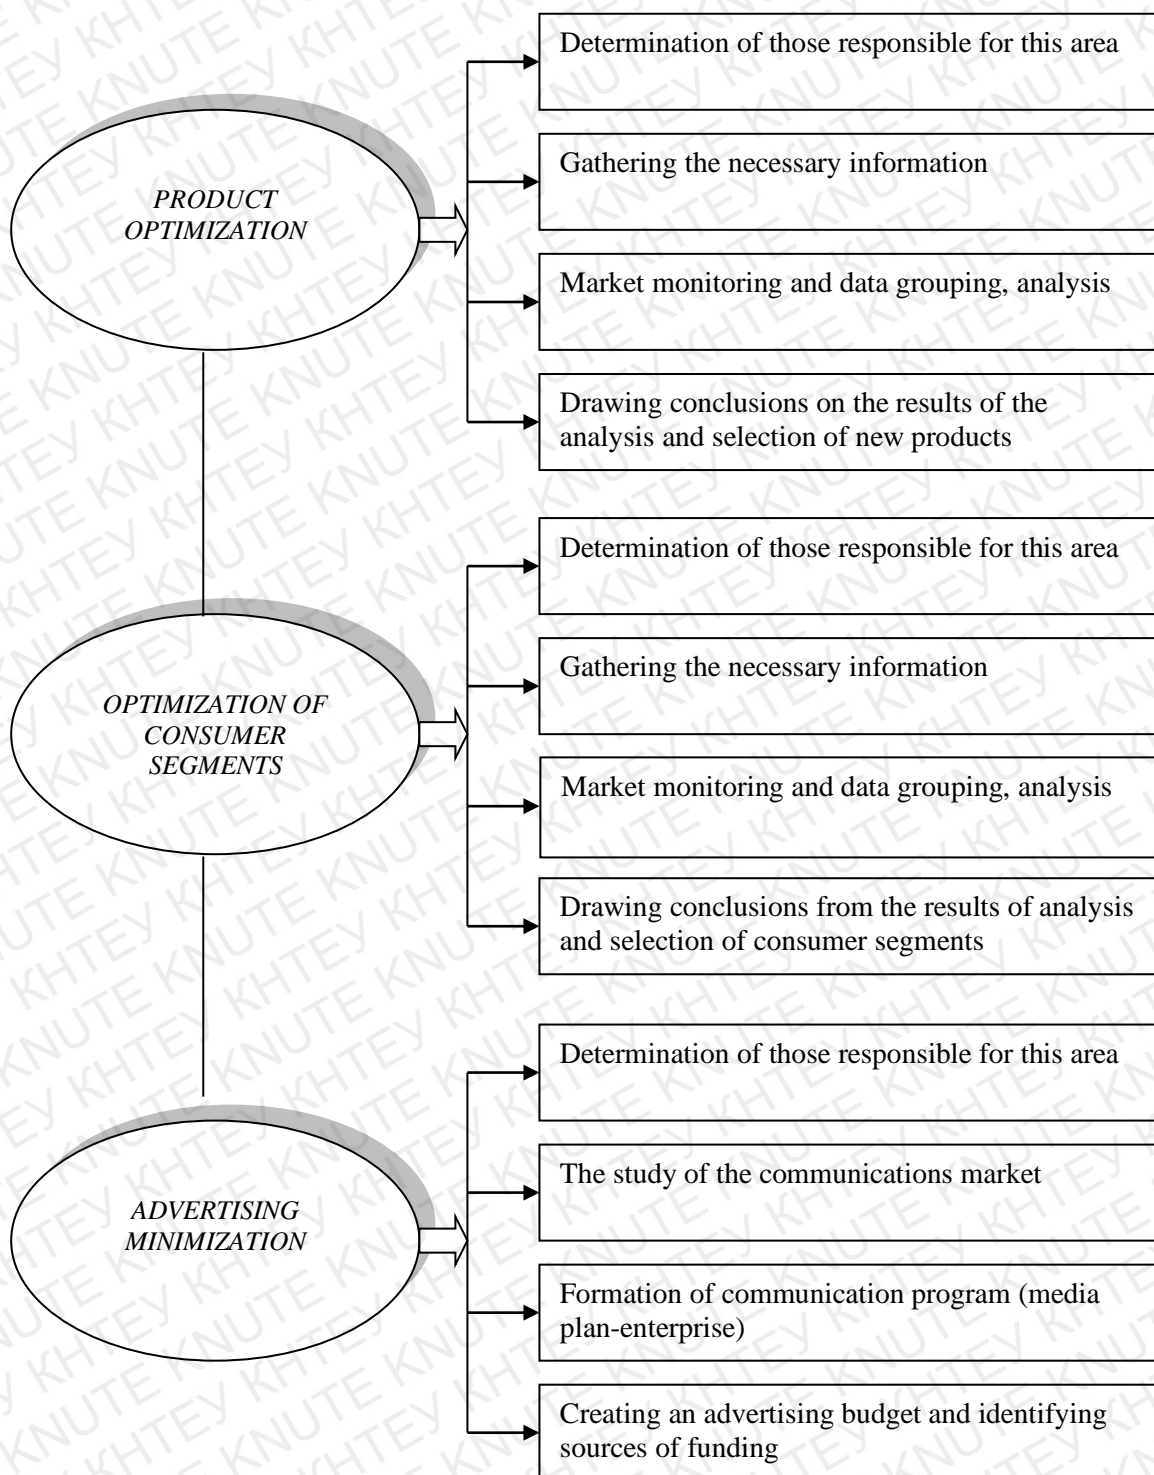 PRODUCT
OPTIMIZATION
Determination of those responsible for this area
Gathering the necessary information
Market monitoring and data grouping, analysis
Drawing conclusions on the results of the
analysis and selection of new products
OPTIMIZATION OF
CONSUMER
SEGMENTS
Determination of those responsible for this area
Gathering the necessary information
Market monitoring and data grouping, analysis
Drawing conclusions from the results of analysis
and selection of consumer segments
ADVERTISING
MINIMIZATION
Determination of those responsible for this area
The study of the communications market
Formation of communication program (media
plan-enterprise)
Creating an advertising budget and identifying
sources of funding